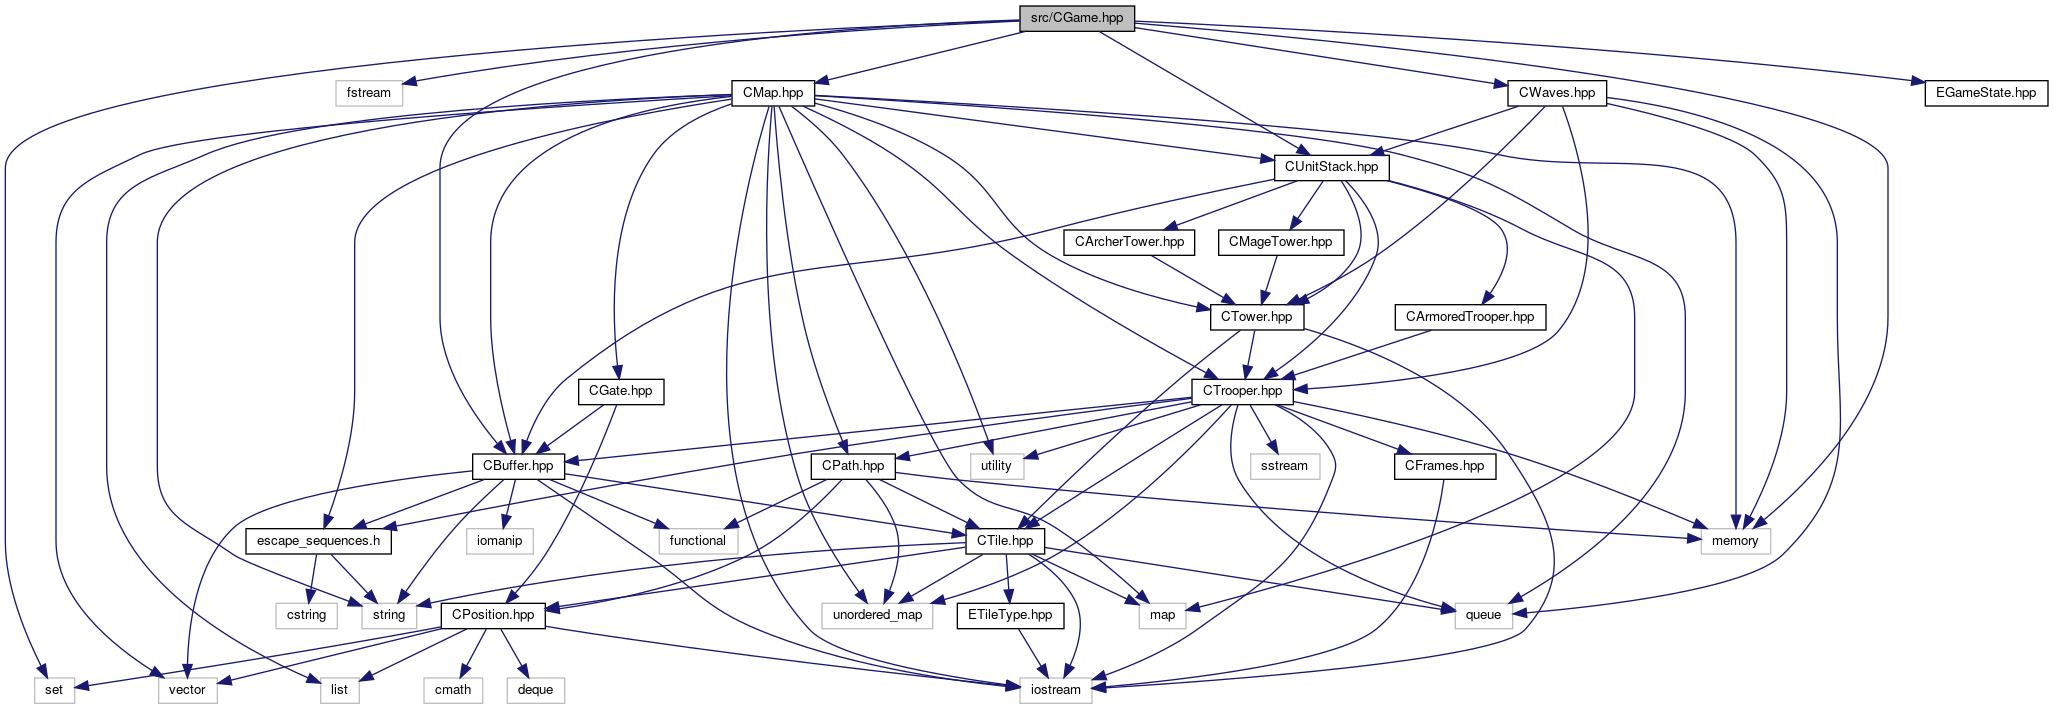 src/CGame.hpp
fstream
CMap.hpp
CWaves.hpp
EGameState.hpp
CUnitStack.hpp
CArcherTower.hpp
CMageTower.hpp
CTower.hpp
CArmoredTrooper.hpp
CGate.hpp
CTrooper.hpp
CBuffer.hpp
CPath.hpp
utility
sstream
CFrames.hpp
escape_sequences.h
iomanip
functional
CTile.hpp
memory
cstring
string
CPosition.hpp
unordered_map
ETileType.hpp
map
queue
set
vector
list
cmath
deque
iostream